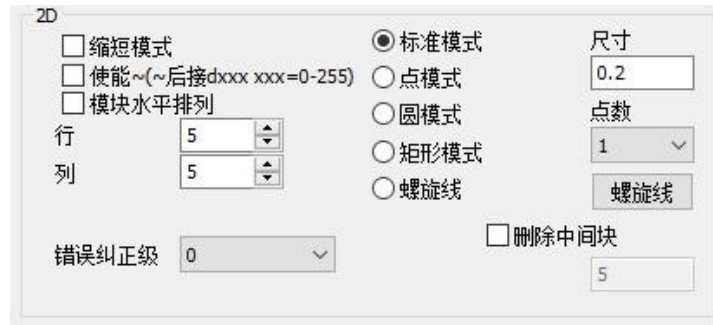 2D
缩短模式
使能~(~后接dxxx xxx=0-255)
模块水平排列
行 5
列 5
错误纠正级 0
标准模式
点模式
圆模式
矩形模式
螺旋线
尺寸
0.2
点数
1
螺旋线
删除中间块
5